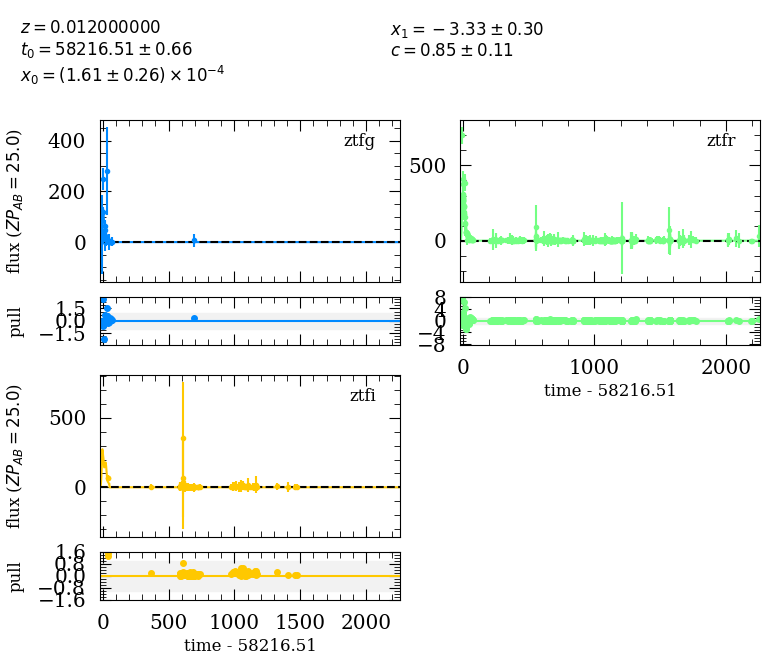 z = 0.012000000
t₀ = 58216.51 ± 0.66
x₀ = (1.61 ± 0.26) × 10⁻⁴
x₁ = −3.33 ± 0.30
c = 0.85 ± 0.11
ztfg
400
200
0
flux (ZP_AB = 25.0)
1.5
0.0
−1.5
pull
ztfr
500
0
8
4
0
−4
−8
0 1000 2000
time - 58216.51
ztfi
500
0
flux (ZP_AB = 25.0)
1.6
0.8
0.0
−0.8
−1.6
pull
0 500 1000 1500 2000
time - 58216.51